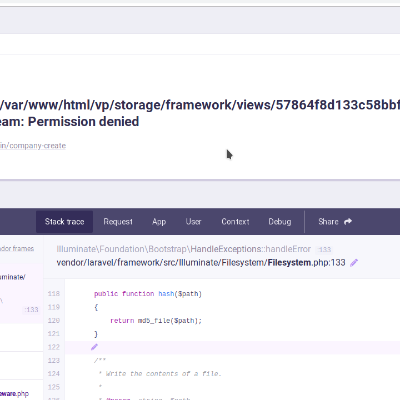 /var/www/html/vp/storage/framework/views/57864f8d133c58bbf
eam: Permission denied
in/company-create
Stack trace Request App User Context Debug Share
dor frames
Illuminate\Foundation\Bootstrap\HandleExceptions::handleError :133
vendor/laravel/framework/src/Illuminate/Filesystem/Filesystem.php:133
uminate/
\
:133
eware.php
118 public function hash($path)
119 {
120 return md5_file($path);
121 }
122
123 /**
124 * Write the contents of a file.
125 *